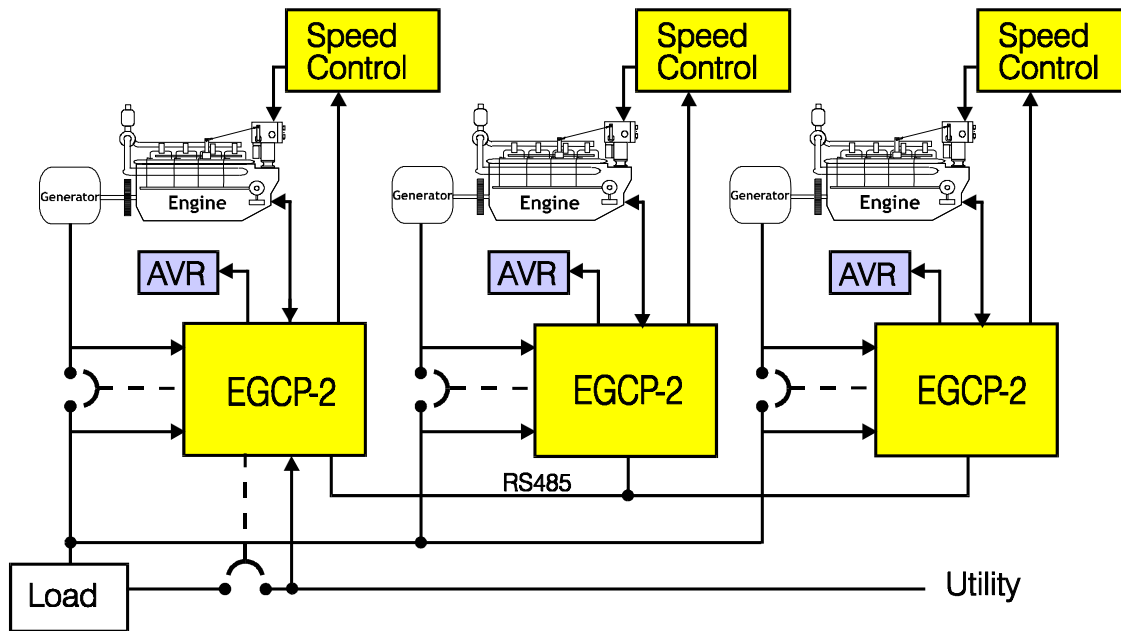 Speed
Control
Speed
Control
Speed
Control
Generator
Engine
Generator
Engine
Generator
Engine
AVR
AVR
AVR
EGCP-2
EGCP-2
EGCP-2
RS485
Load
Utility